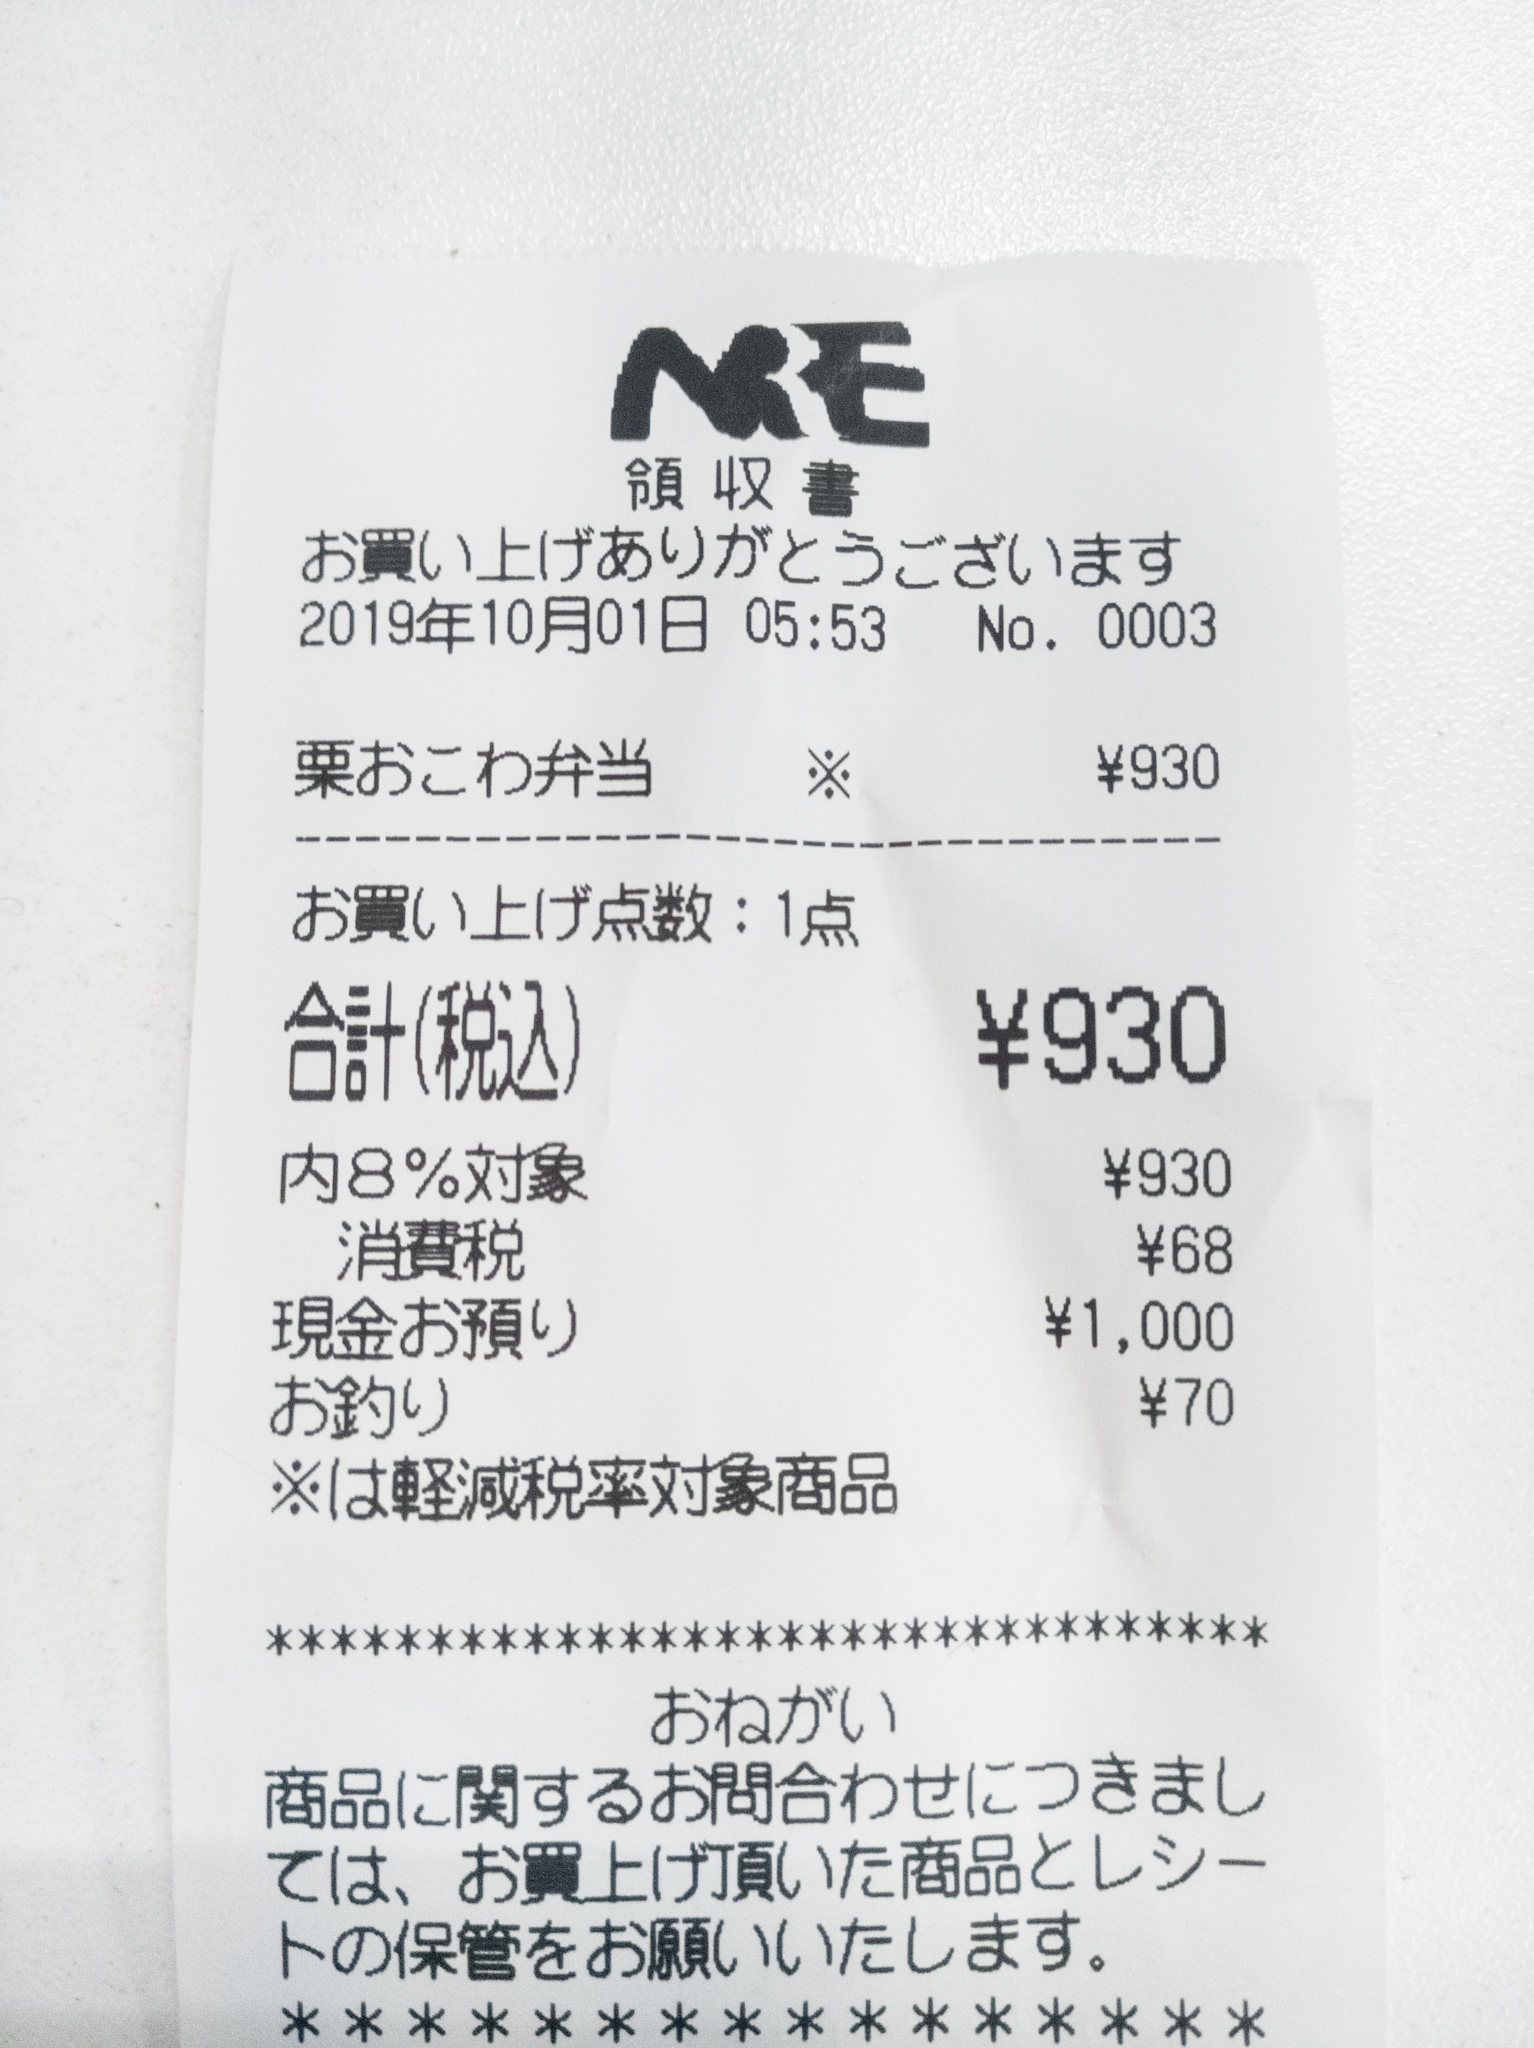 NRE
領収書
お買い上げありがとうございます
2019年10月01日 05:53 No. 0003
栗おこわ弁当 ※ ¥930
--------------------------------
お買い上げ点数：1点
合計(税込) ¥930
内8%対象 ¥930
消費税 ¥68
現金お預り ¥1,000
お釣り ¥70
※は軽減税率対象商品
********************************
おねがい
商品に関するお問合わせにつきまし
ては、お買上げ頂いた商品とレシー
トの保管をお願いいたします。
* * * * * * * * * * * * * * * *